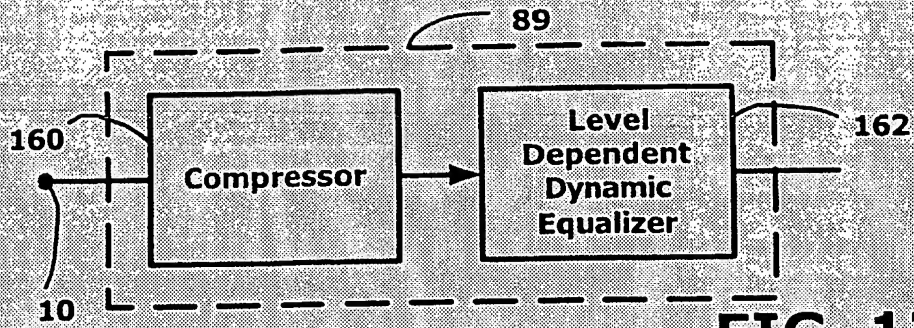 89
160
Compressor
Level
Dependent
Dynamic
Equalizer
162
10